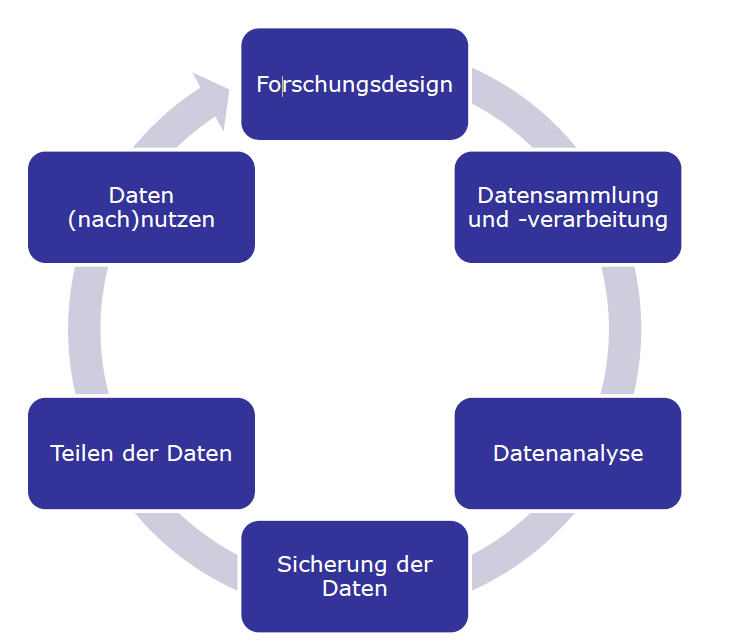 Forschungsdesign
Datensammlung
und -verarbeitung
Datenanalyse
Sicherung der
Daten
Teilen der Daten
Daten
(nach)nutzen